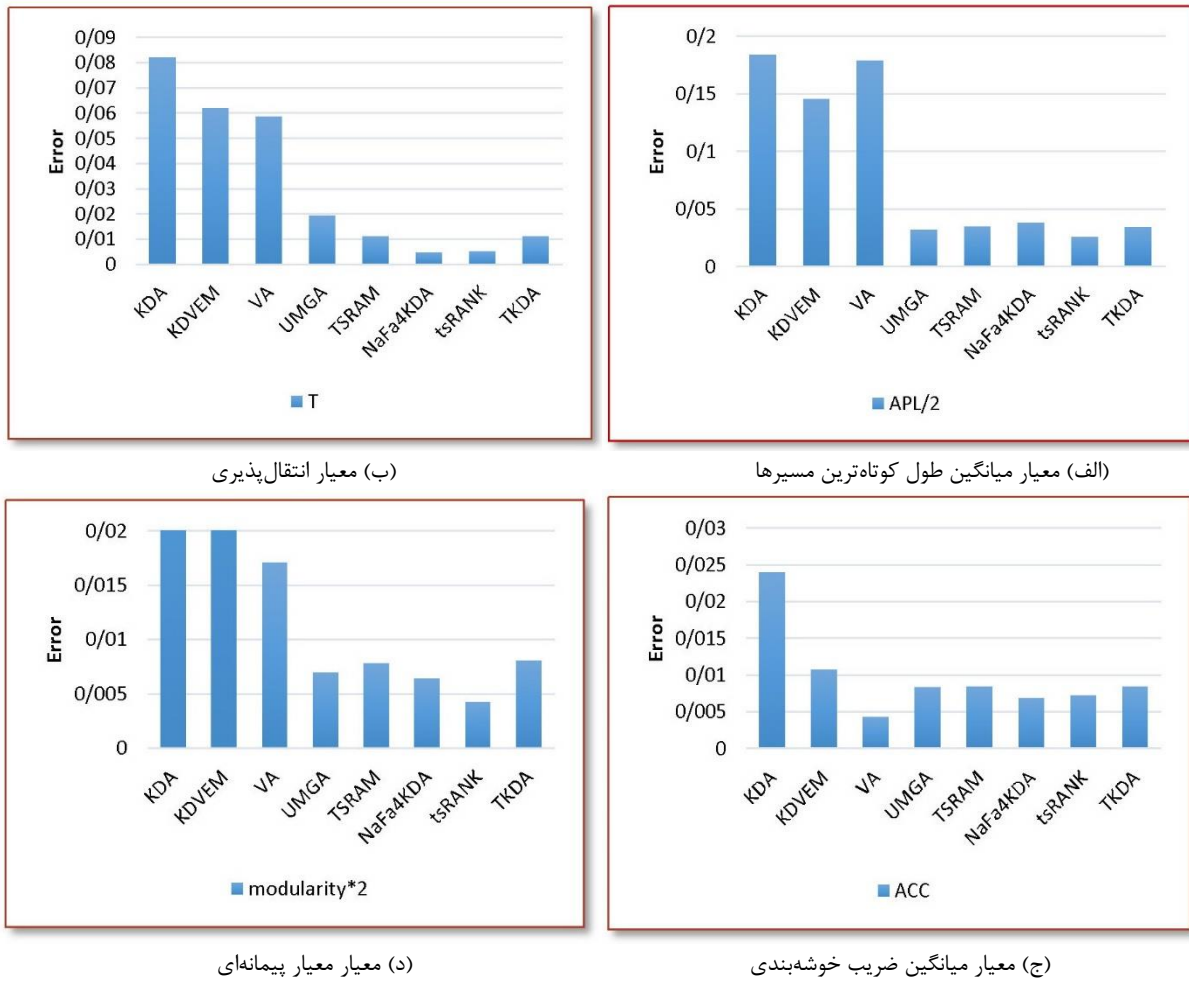 0/09
0/08
0/07
0/06
0/05
0/04
0/03
0/02
0/01
0
Error
KDA
KDVEM
VA
UMGA
TSRAM
NaFa4KDA
tsRANK
TKDA
T
(ب) معیار انتقال‌پذیری
0/2
0/15
0/1
0/05
0
Error
KDA
KDVEM
VA
UMGA
TSRAM
NaFa4KDA
tsRANK
TKDA
APL/2
(الف) معیار میانگین طول کوتاه‌ترین مسیرها
0/02
0/015
0/01
0/005
0
Error
KDA
KDVEM
VA
UMGA
TSRAM
NaFa4KDA
tsRANK
TKDA
modularity*2
(د) معیار معیار پیمانه‌ای
0/03
0/025
0/02
0/015
0/01
0/005
0
Error
KDA
KDVEM
VA
UMGA
TSRAM
NaFa4KDA
tsRANK
TKDA
ACC
(ج) معیار میانگین ضریب خوشه‌بندی